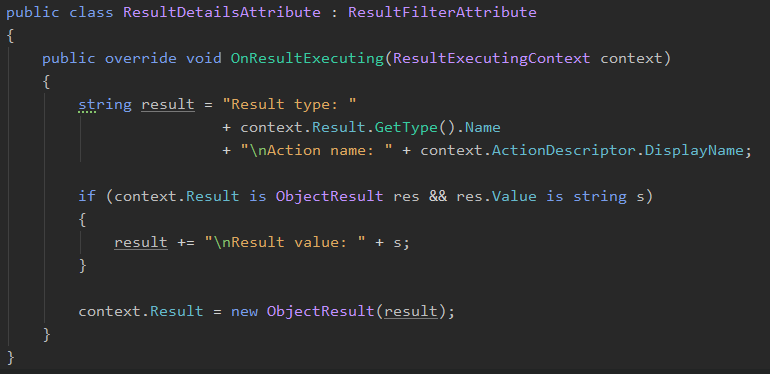 public class ResultDetailsAttribute : ResultFilterAttribute
{
    public override void OnResultExecuting(ResultExecutingContext context)
    {
        string result = "Result type: "
                        + context.Result.GetType().Name
                        + "\nAction name: " + context.ActionDescriptor.DisplayName;

        if (context.Result is ObjectResult res && res.Value is string s)
        {
            result += "\nResult value: " + s;
        }

        context.Result = new ObjectResult(result);
    }
}